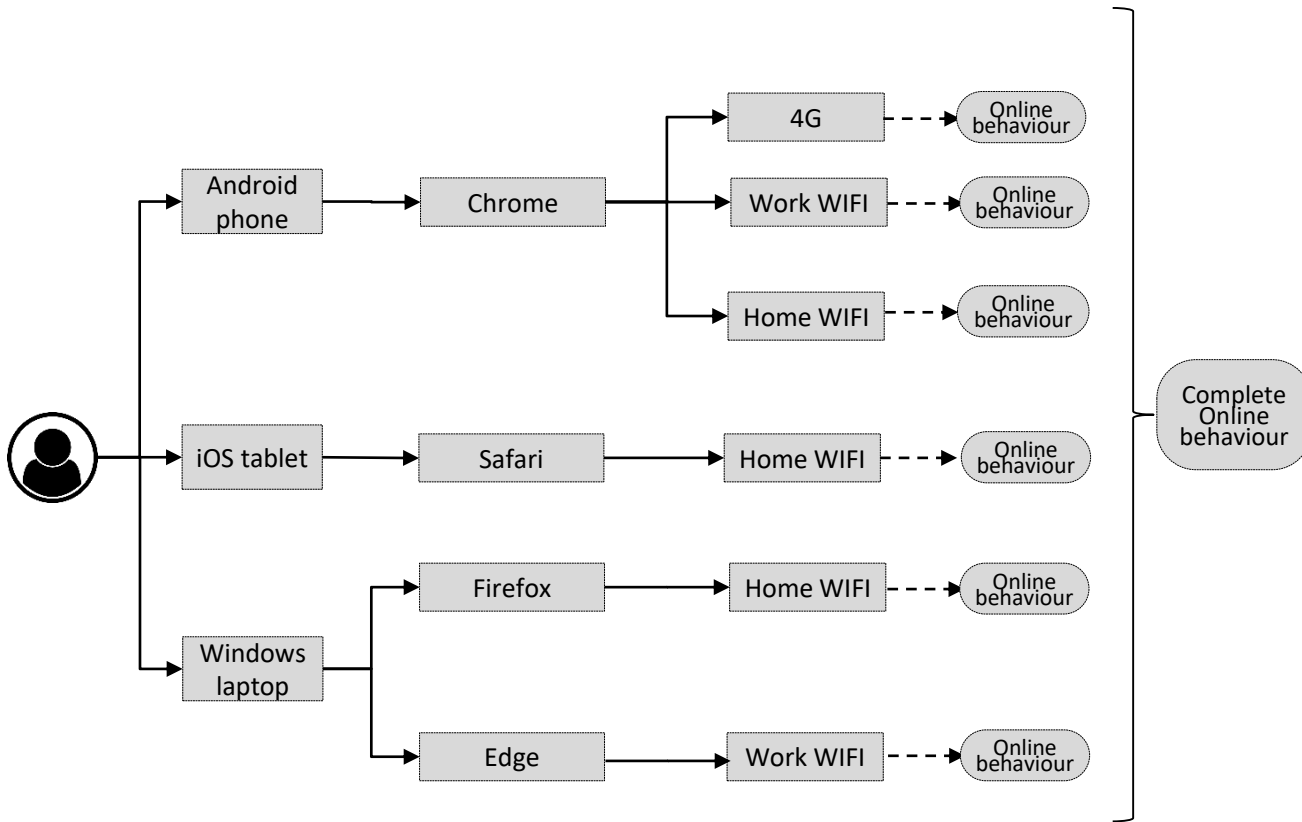 4G
Online
behaviour
Android
phone
Chrome
Work WIFI
Online
behaviour
Home WIFI
Online
behaviour
Complete
Online
behaviour
iOS tablet
Safari
Home WIFI
Online
behaviour
Firefox
Home WIFI
Online
behaviour
Windows
laptop
Edge
Work WIFI
Online
behaviour